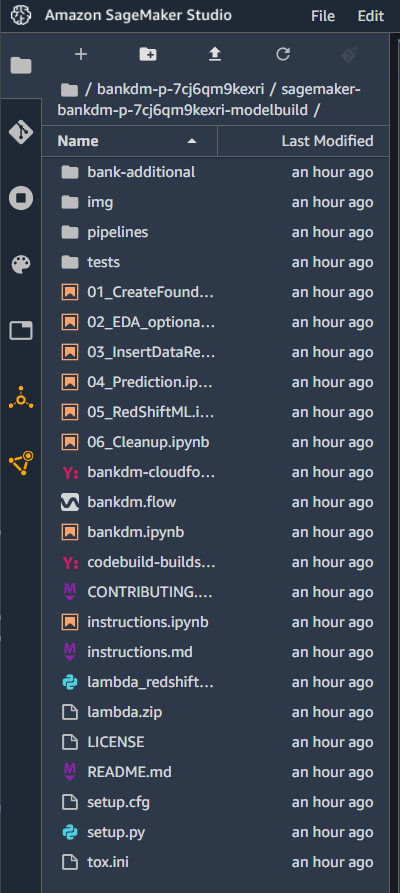 Amazon SageMaker Studio File Edit
/ bankdm-p-7cj6qm9kexri / sagemaker-
bankdm-p-7cj6qm9kexri-modelbuild /
Name Last Modified
bank-additional an hour ago
img an hour ago
pipelines an hour ago
tests an hour ago
01_CreateFound... an hour ago
02_EDA_optiona... an hour ago
03_InsertDataRe... an hour ago
04_Prediction.ip... an hour ago
05_RedShiftML.i... an hour ago
06_Cleanup.ipynb an hour ago
Y: bankdm-cloudfo... an hour ago
bankdm.flow an hour ago
bankdm.ipynb an hour ago
Y: codebuild-builds... an hour ago
CONTRIBUTING.... an hour ago
instructions.ipynb an hour ago
instructions.md an hour ago
lambda_redshift... an hour ago
lambda.zip an hour ago
LICENSE an hour ago
README.md an hour ago
setup.cfg an hour ago
setup.py an hour ago
tox.ini an hour ago